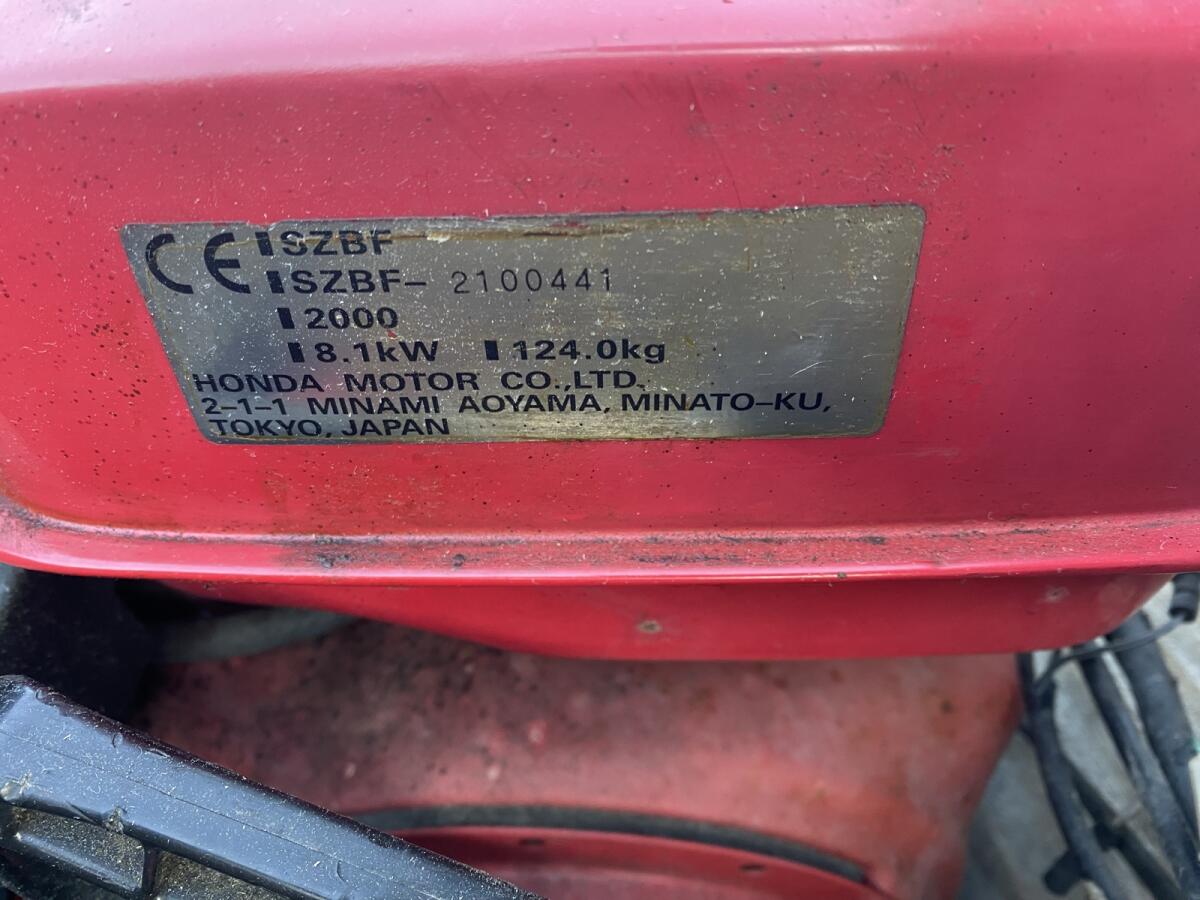 CE SZBF
SZBF- 2100441
2000
8.1kW 124.0kg
HONDA MOTOR CO.,LTD.
2-1-1 MINAMI AOYAMA, MINATO-KU,
TOKYO, JAPAN